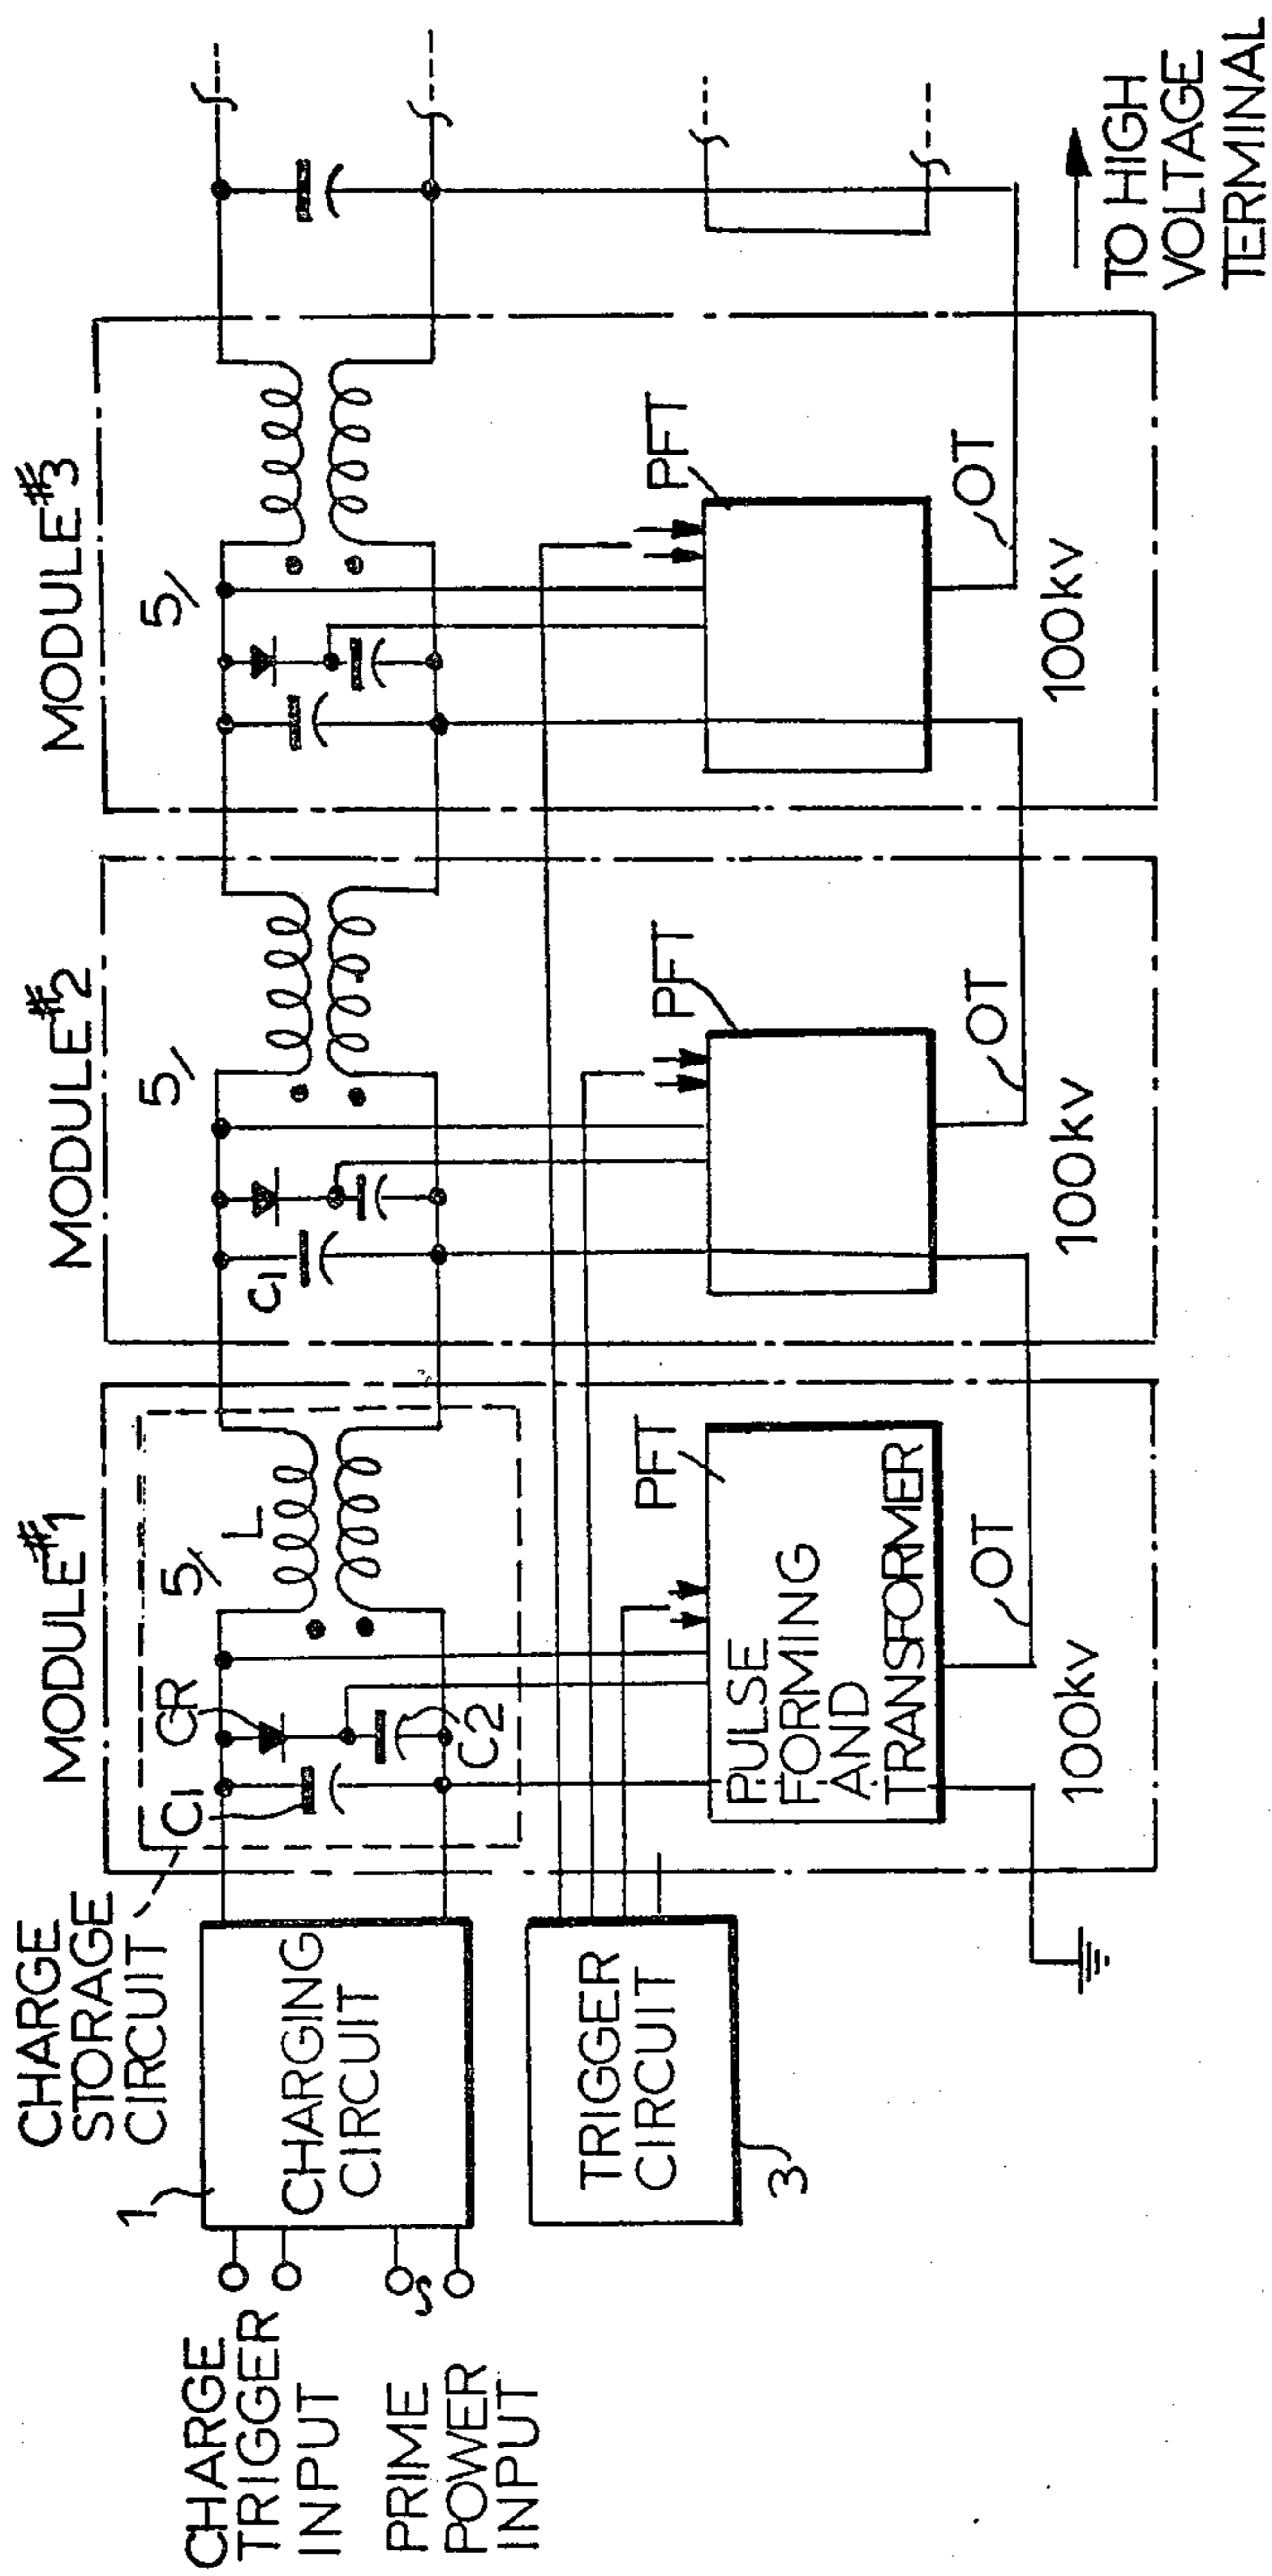 CHARGE
TRIGGER
INPUT
PRIME
POWER
INPUT
S
1
CHARGING
CIRCUIT
TRIGGER
CIRCUIT
3
CHARGE
STORAGE
CIRCUIT
MODULE #1
C1
CR
C2
5
L
PFT
PULSE
FORMING
AND
TRANSFORMER
OT
100kv
MODULE #2
C1
5
PFT
OT
100kv
MODULE #3
5
PFT
OT
100kv
TO HIGH
VOLTAGE
TERMINAL